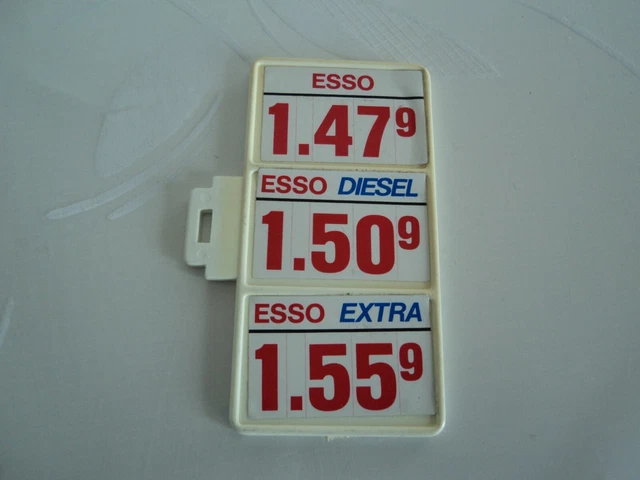 ESSO
1.479
ESSO DIESEL
1.509
ESSO EXTRA
1.559